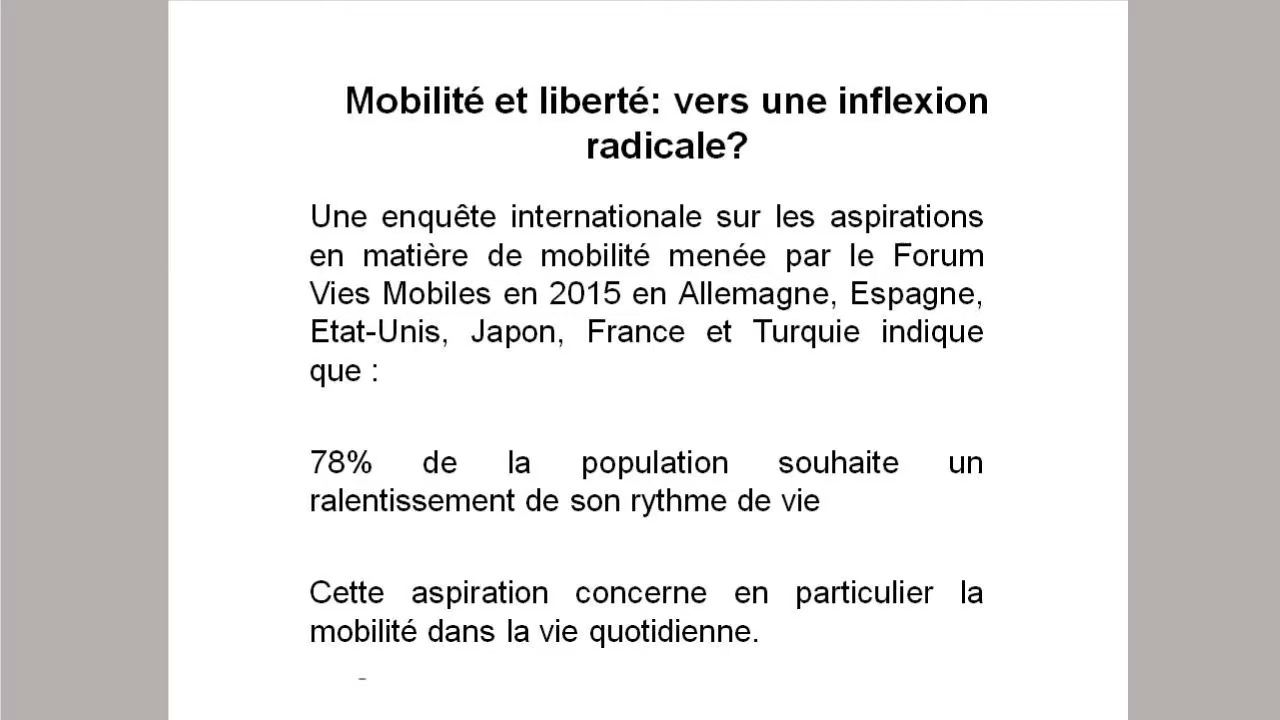 Mobilité et liberté: vers une inflexion
radicale?
Une enquête internationale sur les aspirations
en matière de mobilité menée par le Forum
Vies Mobiles en 2015 en Allemagne, Espagne,
Etat-Unis, Japon, France et Turquie indique
que :
78% de la population souhaite un
ralentissement de son rythme de vie
Cette aspiration concerne en particulier la
mobilité dans la vie quotidienne.
-